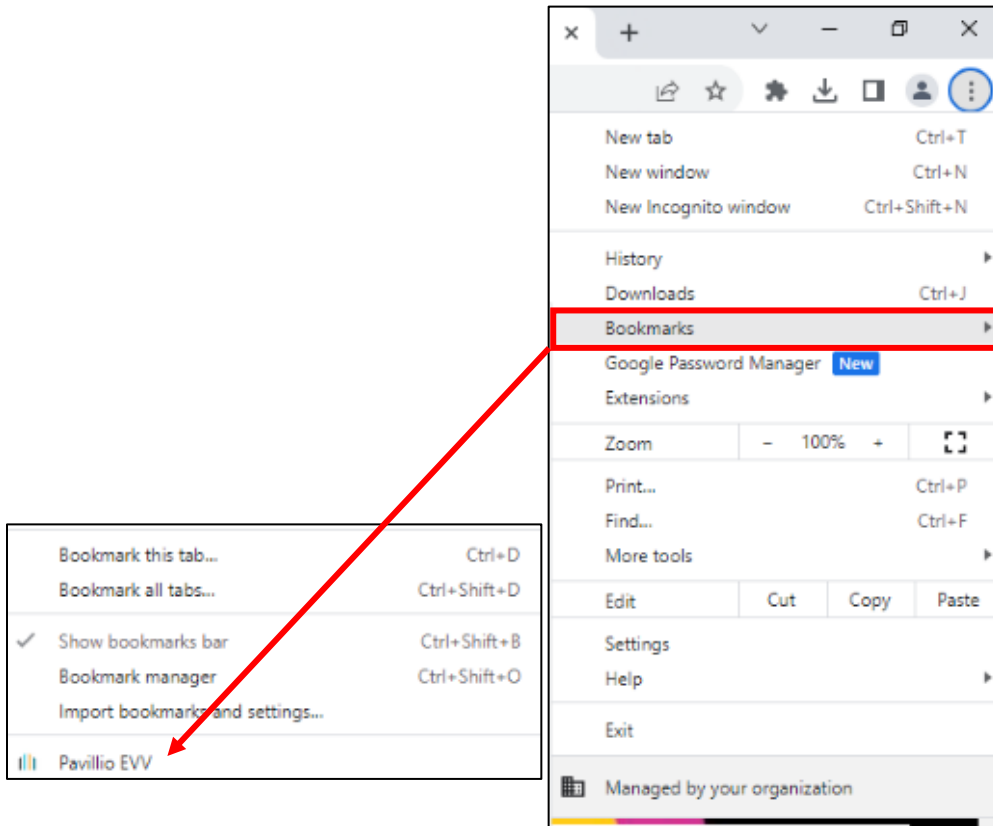 New tab Ctrl+T
New window Ctrl+N
New Incognito window Ctrl+Shift+N
History
Downloads Ctrl+J
Bookmarks
Google Password Manager New
Extensions
Zoom - 100% +
Print... Ctrl+P
Find... Ctrl+F
More tools
Edit Cut Copy Paste
Settings
Help
Exit
Managed by your organization
Bookmark this tab... Ctrl+D
Bookmark all tabs... Ctrl+Shift+D
Show bookmarks bar Ctrl+Shift+B
Bookmark manager Ctrl+Shift+O
Import bookmarks and settings...
Pavillio EVV